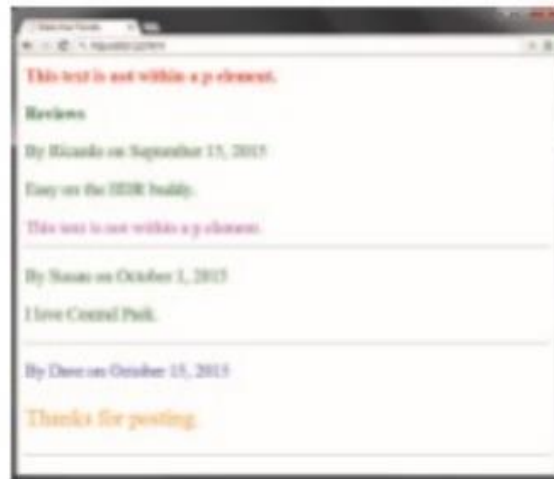 This text is not within a p element.
Reviews
By Ricardo on September 15, 2015
Easy on the HDR buddy.
This text is not within a p element.
By Susan on October 1, 2015
I love Central Park.
By Dave on October 15, 2015
Thanks for posting.